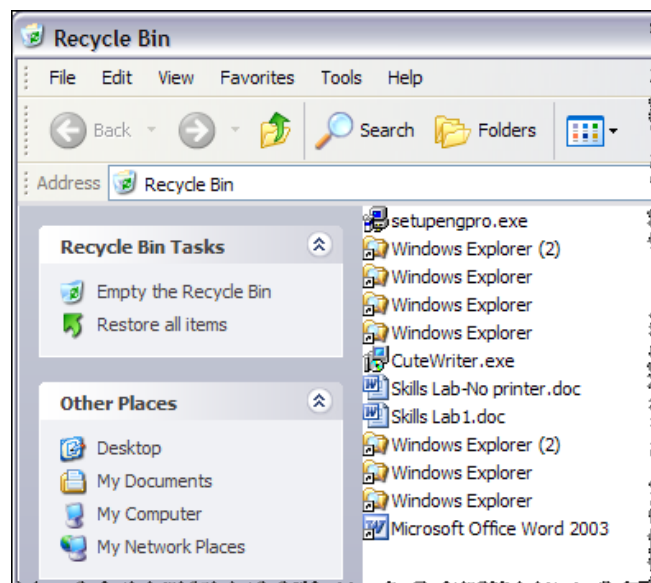 Recycle Bin
File Edit View Favorites Tools Help
Back Search Folders
Address Recycle Bin
Recycle Bin Tasks
Empty the Recycle Bin
Restore all items
Other Places
Desktop
My Documents
My Computer
My Network Places
setupengpro.exe
Windows Explorer (2)
Windows Explorer
Windows Explorer
CuteWriter.exe
Skills Lab-No printer.doc
Skills Lab1.doc
Windows Explorer (2)
Windows Explorer
Windows Explorer
Microsoft Office Word 2003